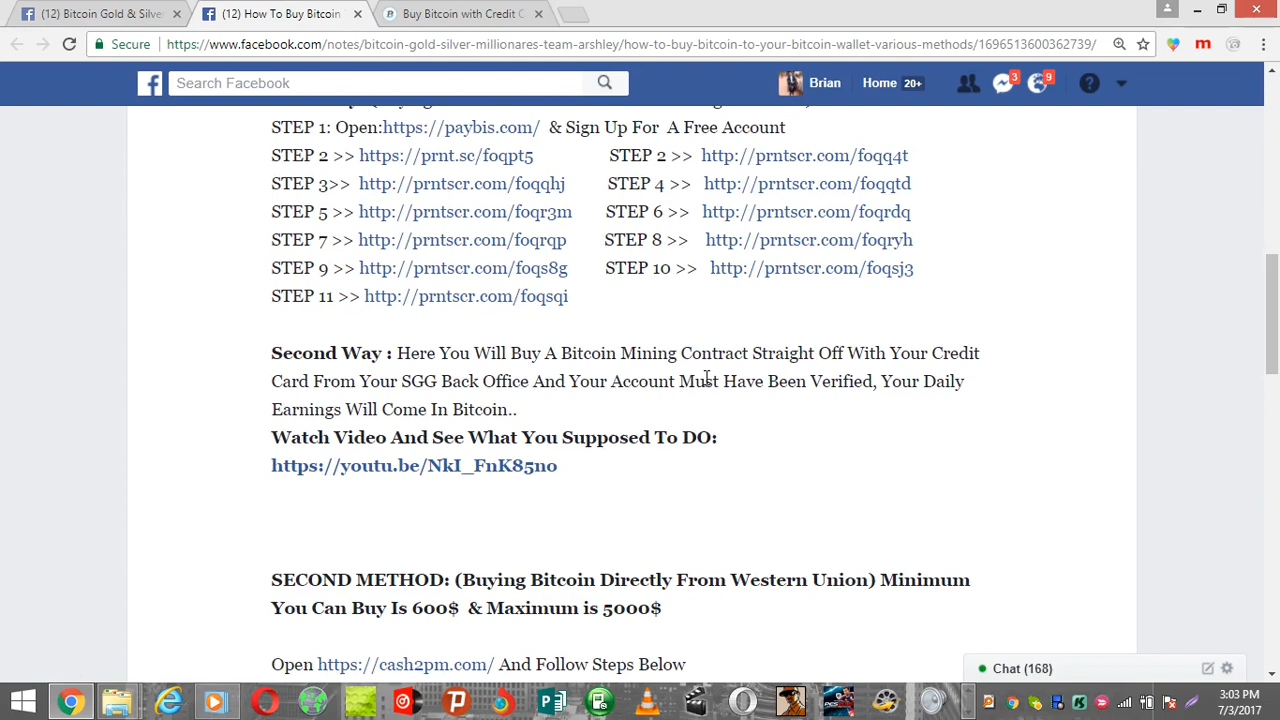 (12) Bitcoin Gold & Silver
(12) How To Buy Bitcoin
Buy Bitcoin with Credit C
Secure https://www.facebook.com/notes/bitcoin-gold-silver-millionares-team-arshley/how-to-buy-bitcoin-to-your-bitcoin-wallet-various-methods/1696513600362739/
Search Facebook Brian Home 20+ 3 9
STEP 1: Open:https://paybis.com/ & Sign Up For A Free Account
STEP 2 >> https://prnt.sc/foqpt5 STEP 2 >> http://prntscr.com/foqq4t
STEP 3>> http://prntscr.com/foqqhj STEP 4 >> http://prntscr.com/foqqtd
STEP 5 >> http://prntscr.com/foqr3m STEP 6 >> http://prntscr.com/foqrdq
STEP 7 >> http://prntscr.com/foqrqp STEP 8 >> http://prntscr.com/foqryh
STEP 9 >> http://prntscr.com/foqs8g STEP 10 >> http://prntscr.com/foqsj3
STEP 11 >> http://prntscr.com/foqsqi
Second Way : Here You Will Buy A Bitcoin Mining Contract Straight Off With Your Credit
Card From Your SGG Back Office And Your Account Must Have Been Verified, Your Daily
Earnings Will Come In Bitcoin..
Watch Video And See What You Supposed To DO:
https://youtu.be/NkI_FnK85no
SECOND METHOD: (Buying Bitcoin Directly From Western Union) Minimum
You Can Buy Is 600$ & Maximum is 5000$
Open https://cash2pm.com/ And Follow Steps Below
Chat (168)
3:03 PM
7/3/2017